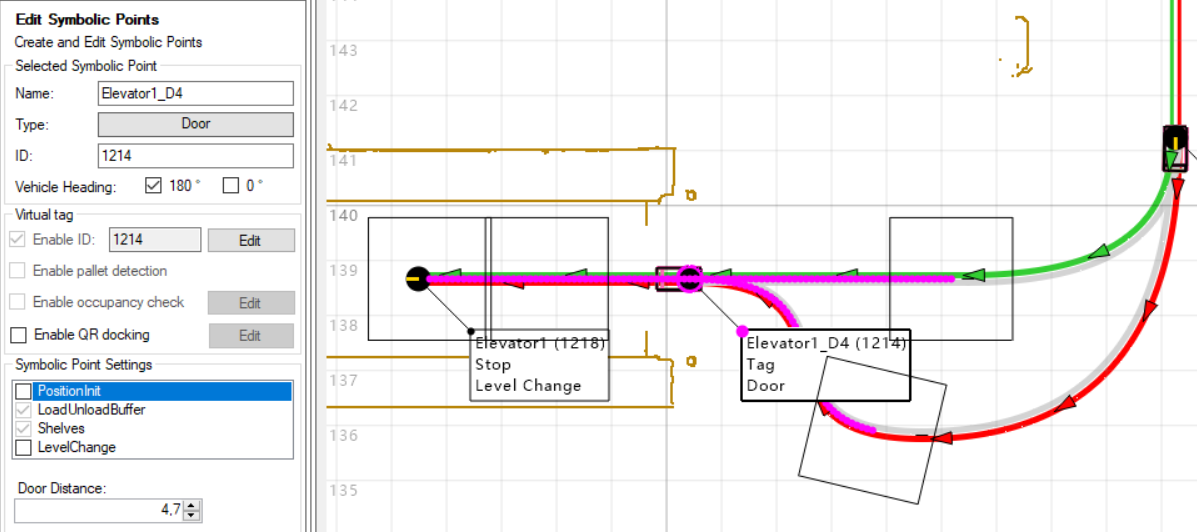 Edit Symbolic Points
Create and Edit Symbolic Points
Selected Symbolic Point
Name: Elevator1_D4
Type: Door
ID: 1214
Vehicle Heading: 180 ° 0 °
Virtual tag
Enable ID: 1214 Edit
Enable pallet detection
Enable occupancy check Edit
Enable QR docking Edit
Symbolic Point Settings
PositionInit
LoadUnloadBuffer
Shelves
LevelChange
Door Distance:
4,7
143
142
141
140
139
138
137
136
135
Elevator1 (1218)
Stop
Level Change
Elevator1_D4 (1214)
Tag
Door